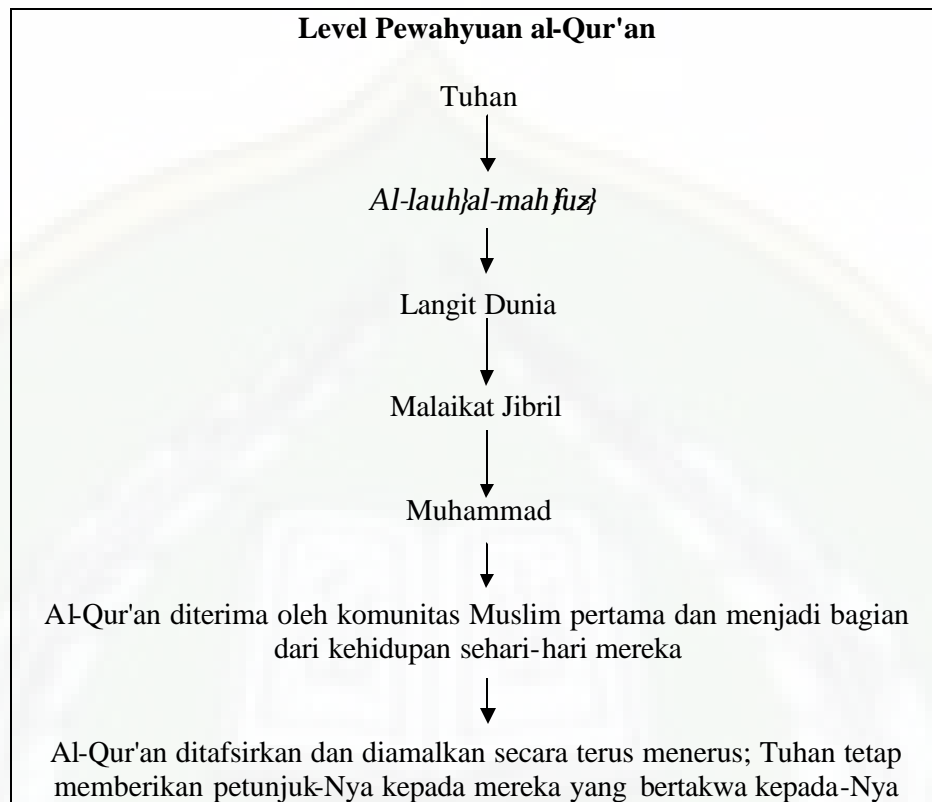 Level Pewahyuan al-Qur'an
Tuhan
Al-lauh}al-mah}fuz}
Langit Dunia
Malaikat Jibril
Muhammad
Al-Qur'an diterima oleh komunitas Muslim pertama dan menjadi bagian
dari kehidupan sehari-hari mereka
Al-Qur'an ditafsirkan dan diamalkan secara terus menerus; Tuhan tetap
memberikan petunjuk-Nya kepada mereka yang bertakwa kepada-Nya